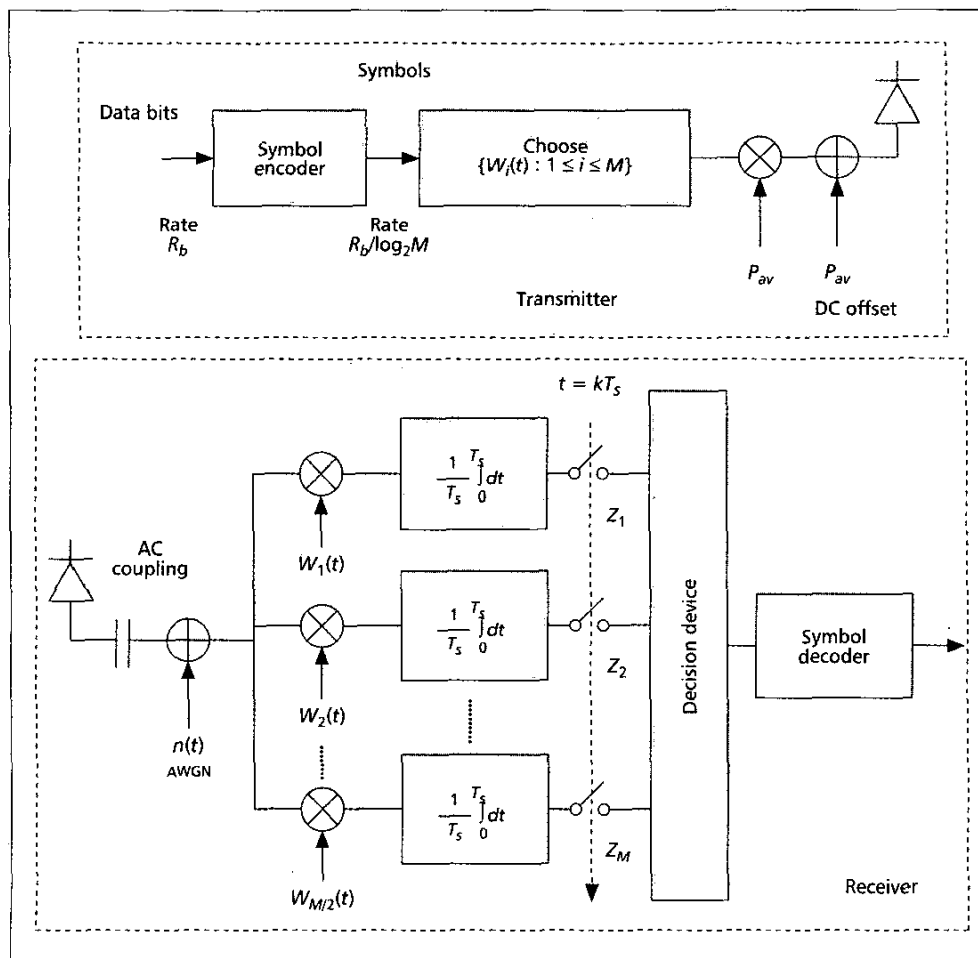 Symbols
Data bits
Symbol
encoder
Choose
{W_i(t) : 1 ≤ i ≤ M}
Rate
R_b
Rate
R_b/log_2M
P_av
P_av
Transmitter
DC offset
t = kT_s
1/T_s ∫_0^T_s dt
Z_1
W_1(t)
AC
coupling
1/T_s ∫_0^T_s dt
Z_2
W_2(t)
n(t)
AWGN
1/T_s ∫_0^T_s dt
Z_M
W_M/2(t)
Decision device
Symbol
decoder
Receiver